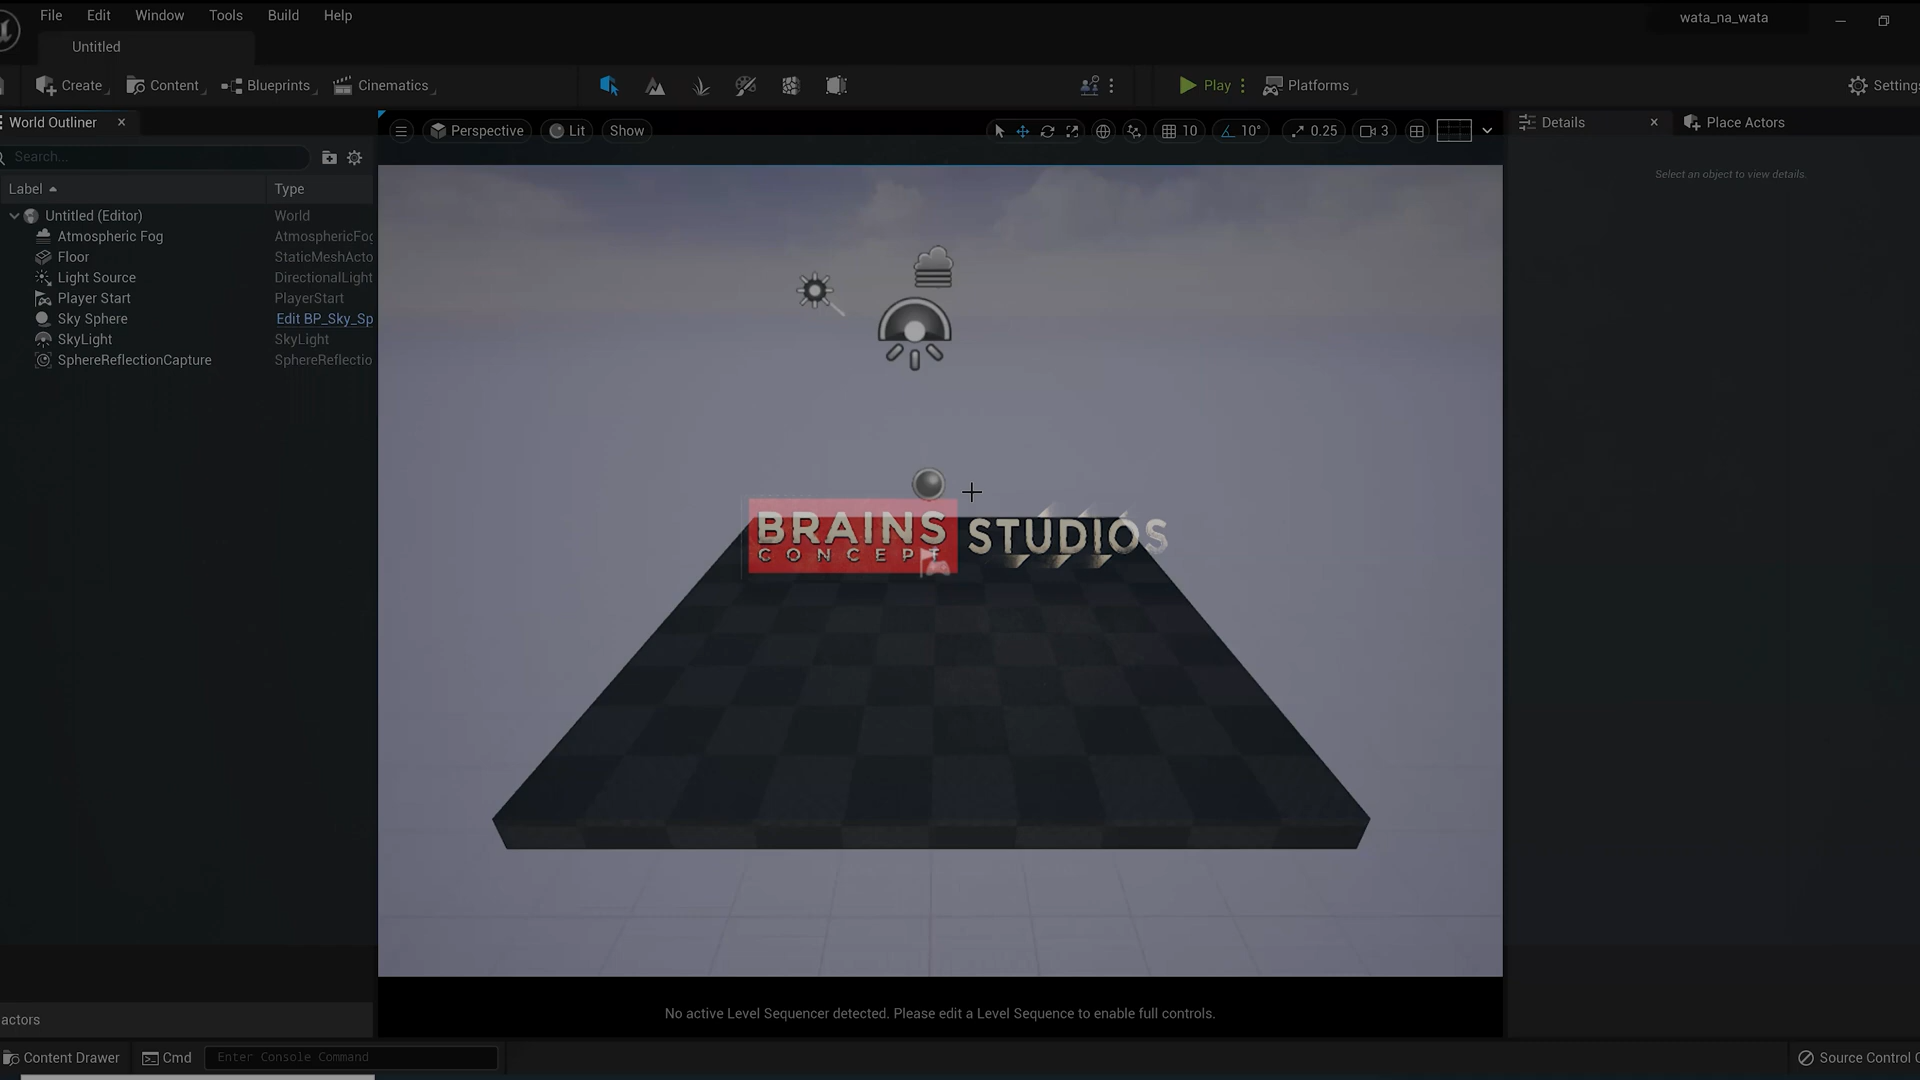 File Edit Window Tools Build Help
wata_na_wata
Untitled
Create Content Blueprints Cinematics
Play Platforms
Settings
World Outliner
Perspective Lit Show
10 10° 0.25 3
Details Place Actors
Search...
Select an object to view details.
Label Type
Untitled (Editor) World
Atmospheric Fog AtmosphericFog
Floor StaticMeshActo
Light Source DirectionalLight
Player Start PlayerStart
Sky Sphere Edit BP_Sky_Sp
SkyLight SkyLight
SphereReflectionCapture SphereReflectio
BRAINS STUDIOS
CONCEPT
No active Level Sequencer detected. Please edit a Level Sequence to enable full controls.
actors
Content Drawer Cmd Enter Console Command
Source Control